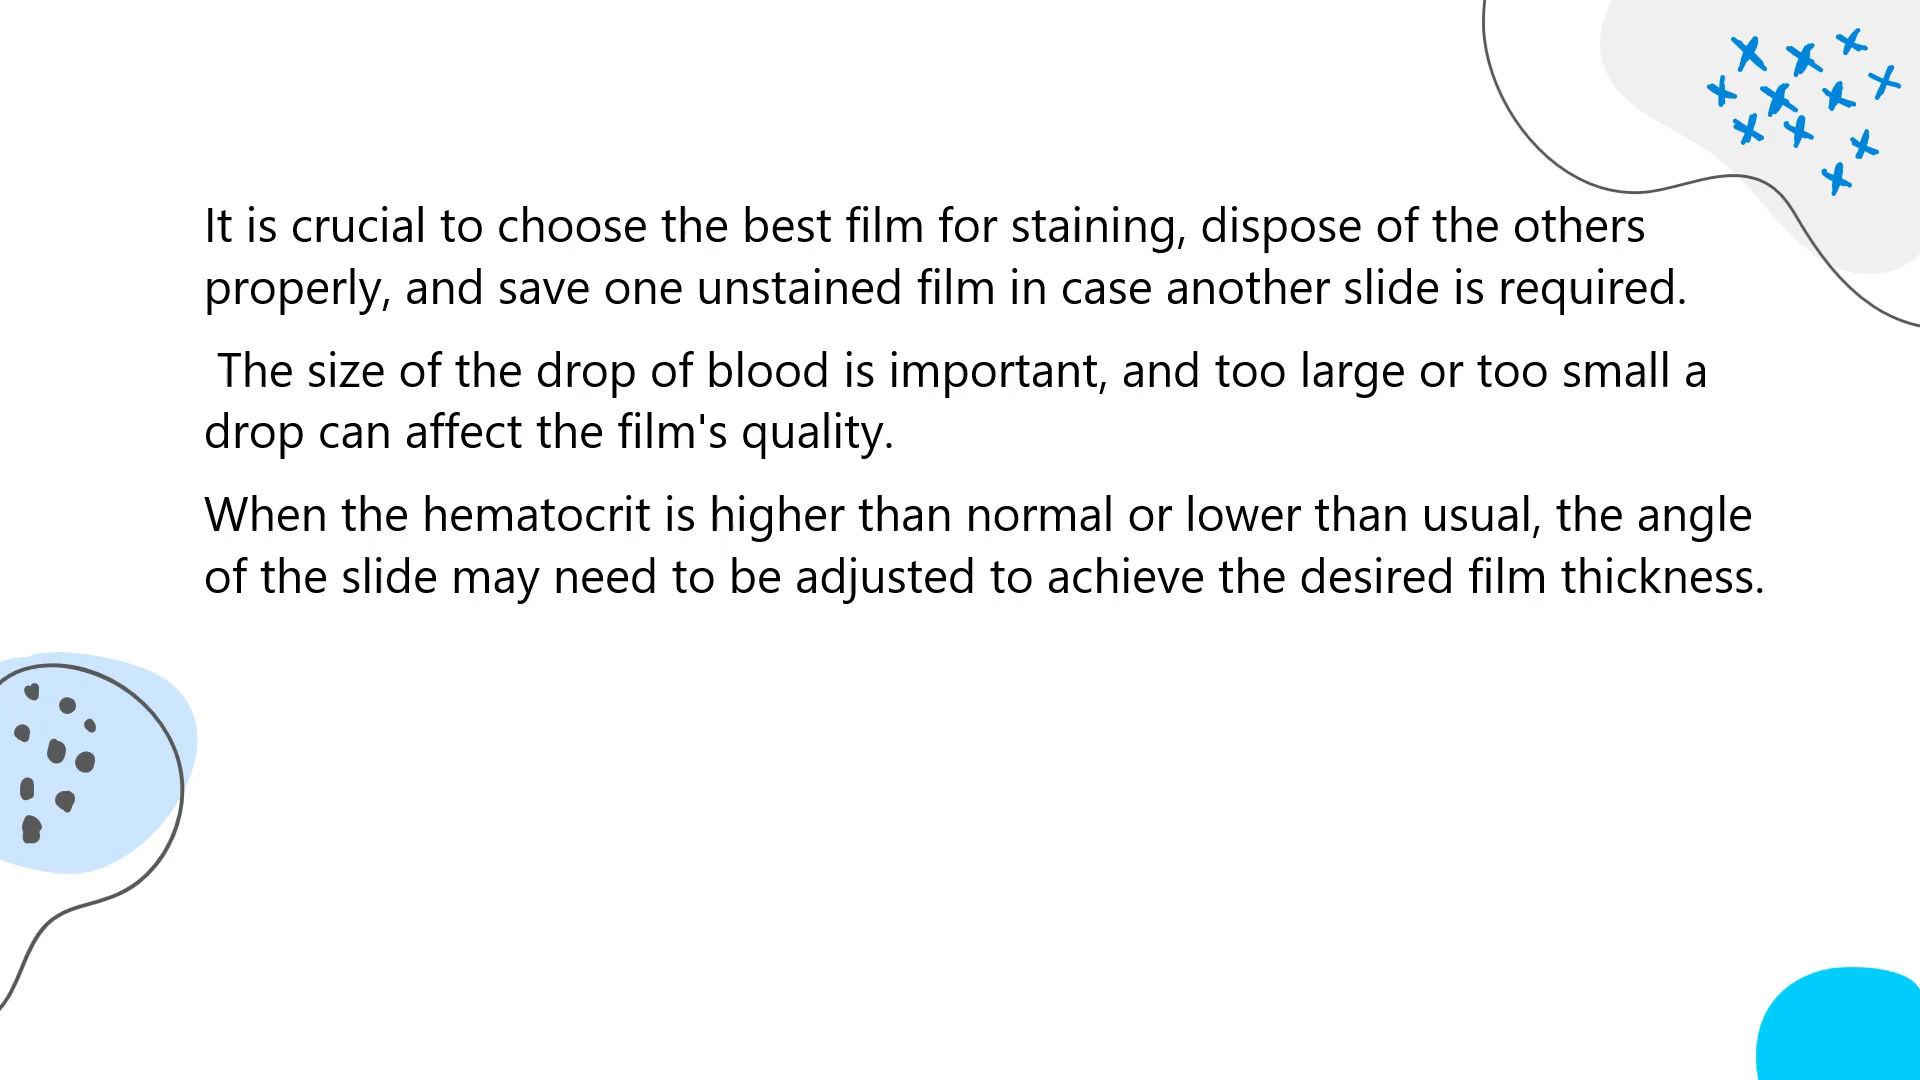 It is crucial to choose the best film for staining, dispose of the others
properly, and save one unstained film in case another slide is required.
The size of the drop of blood is important, and too large or too small a
drop can affect the film's quality.
When the hematocrit is higher than normal or lower than usual, the angle
of the slide may need to be adjusted to achieve the desired film thickness.